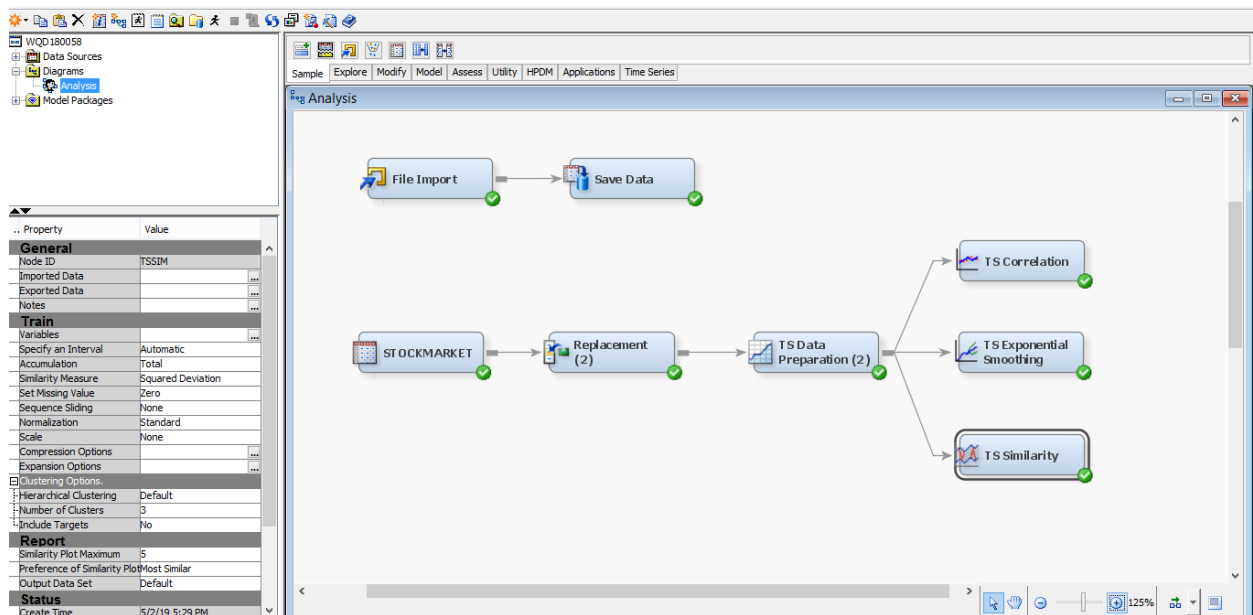 WQD180058
Data Sources
Diagrams
Analysis
Model Packages
Sample Explore Modify Model Assess Utility HPDM Applications Time Series
Analysis
File Import
Save Data
STOCKMARKET
Replacement
(2)
TS Data
Preparation (2)
TS Correlation
TS Exponential
Smoothing
TS Similarity
.. Property Value
General
Node ID TSSIM
Imported Data ...
Exported Data ...
Notes ...
Train
Variables ...
Specify an Interval Automatic
Accumulation Total
Similarity Measure Squared Deviation
Set Missing Value Zero
Sequence Sliding None
Normalization Standard
Scale None
Compression Options ...
Expansion Options ...
Clustering Options.
Hierarchical Clustering Default
Number of Clusters 3
Include Targets No
Report
Similarity Plot Maximum 5
Preference of Similarity Plot Most Similar
Output Data Set Default
Status
Create Time 5/2/19 5:29 PM
125%